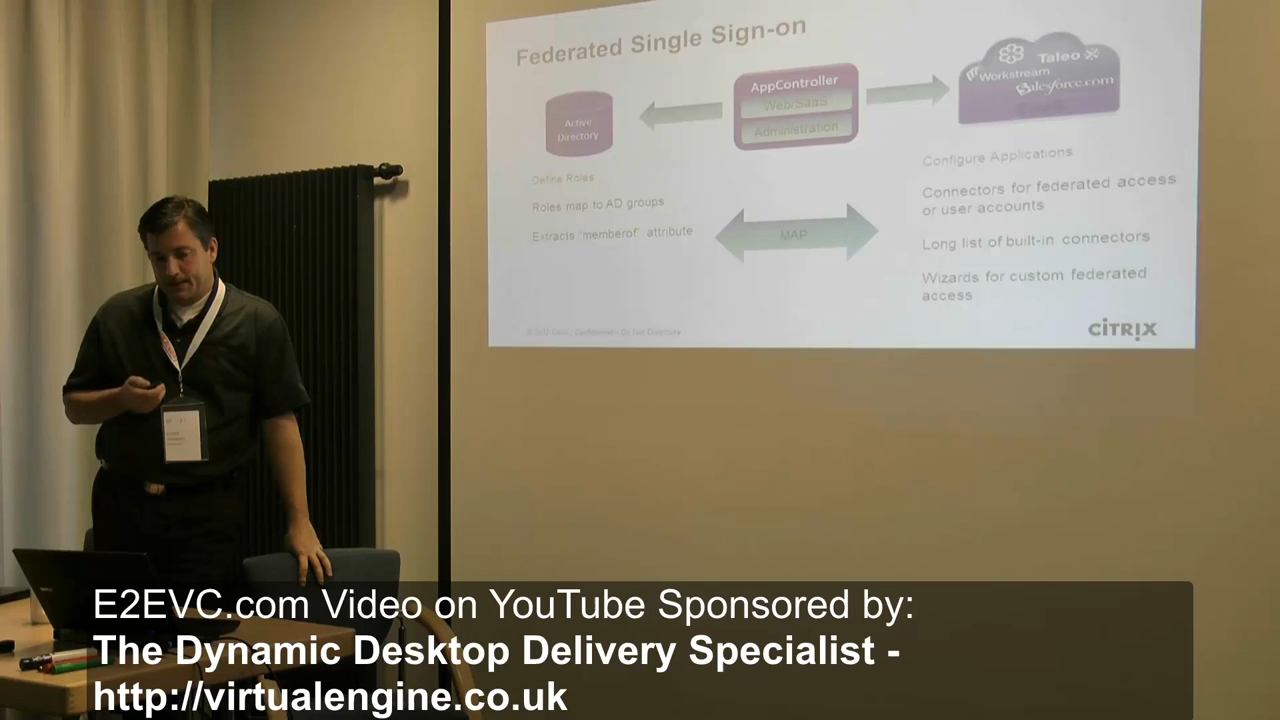 Federated Single Sign-on
Active
Directory
AppController
Web/SaaS
Administration
Taleo
Workstream
salesforce.com
Define Roles
Roles map to AD groups
Extracts "memberof" attribute
MAP
Configure Applications
Connectors for federated access
or user accounts
Long list of built-in connectors
Wizards for custom federated
access
CITRIX
E2EVC.com Video on YouTube Sponsored by:
The Dynamic Desktop Delivery Specialist -
http://virtualengine.co.uk